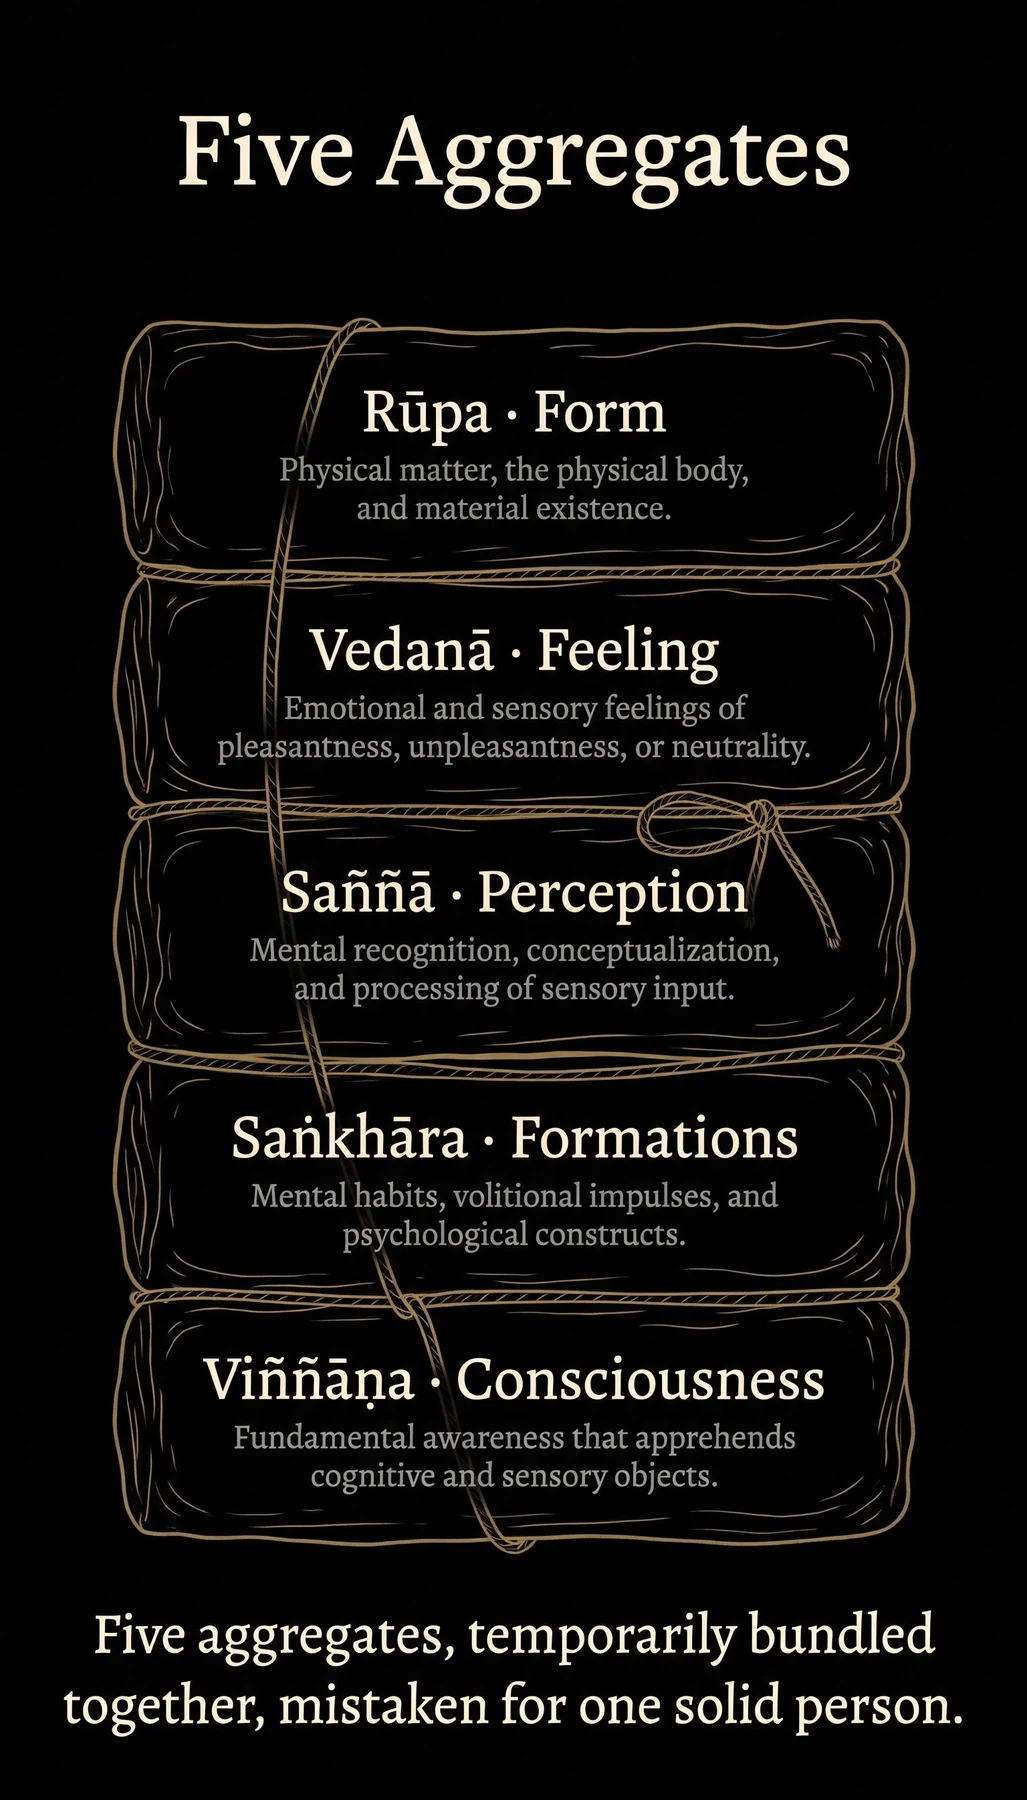 Five Aggregates
Rūpa · Form
Physical matter, the physical body,
and material existence.
Vedanā · Feeling
Emotional and sensory feelings of
pleasantness, unpleasantness, or neutrality.
Saññā · Perception
Mental recognition, conceptualization,
and processing of sensory input.
Saṅkhāra · Formations
Mental habits, volitional impulses, and
psychological constructs.
Viññāṇa · Consciousness
Fundamental awareness that apprehends
cognitive and sensory objects.
Five aggregates, temporarily bundled
together, mistaken for one solid person.